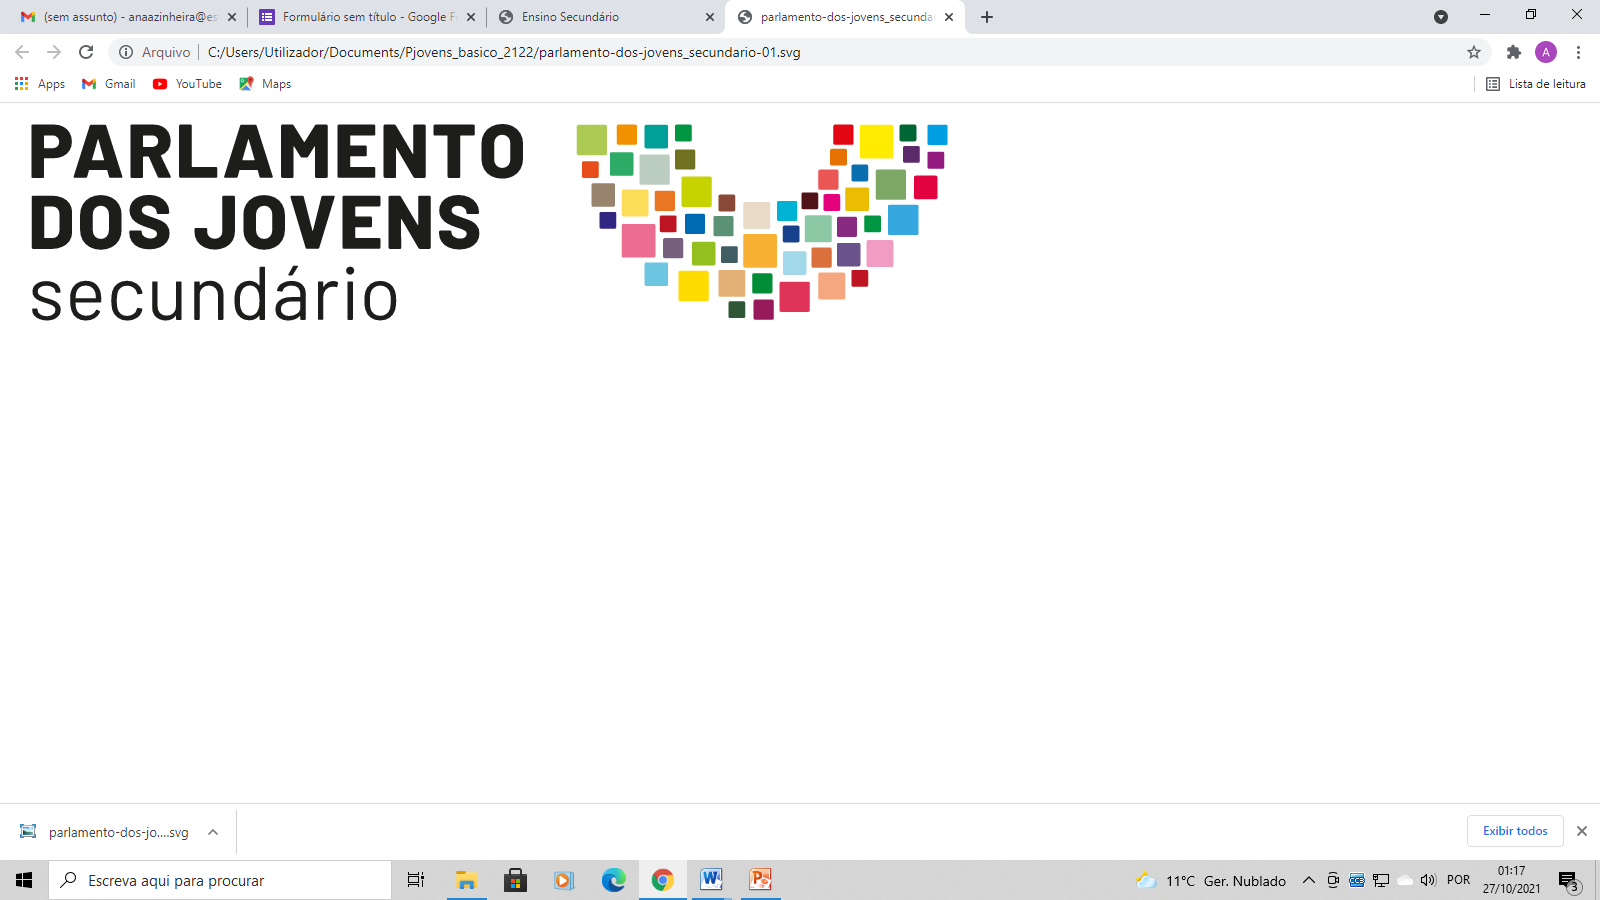 (sem assunto) - anaazinheira@es
Formulário sem título - Google F
Ensino Secundário
parlamento-dos-jovens_secunda
Arquivo
C:/Users/Utilizador/Documents/Pjovens_basico_2122/parlamento-dos-jovens_secundario-01.svg
A
Apps
Gmail
YouTube
Maps
Lista de leitura
PARLAMENTO
DOS JOVENS
secundário
parlamento-dos-jo....svg
Exibir todos
Escreva aqui para procurar
11°C Ger. Nublado
POR
01:17
27/10/2021
3